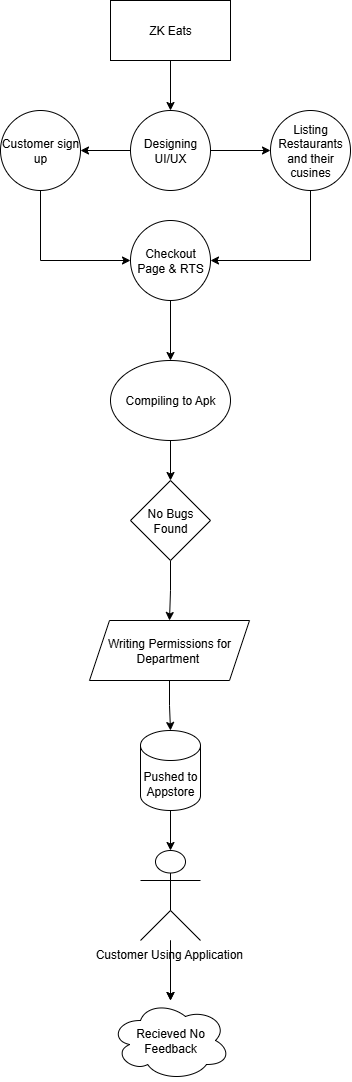 ZK Eats
Customer sign
up
Designing
UI/UX
Listing
Restaurants
and their
cusines
Checkout
Page & RTS
Compiling to Apk
No Bugs
Found
Writing Permissions for
Department
Pushed to
Appstore
Customer Using Application
Recieved No
Feedback